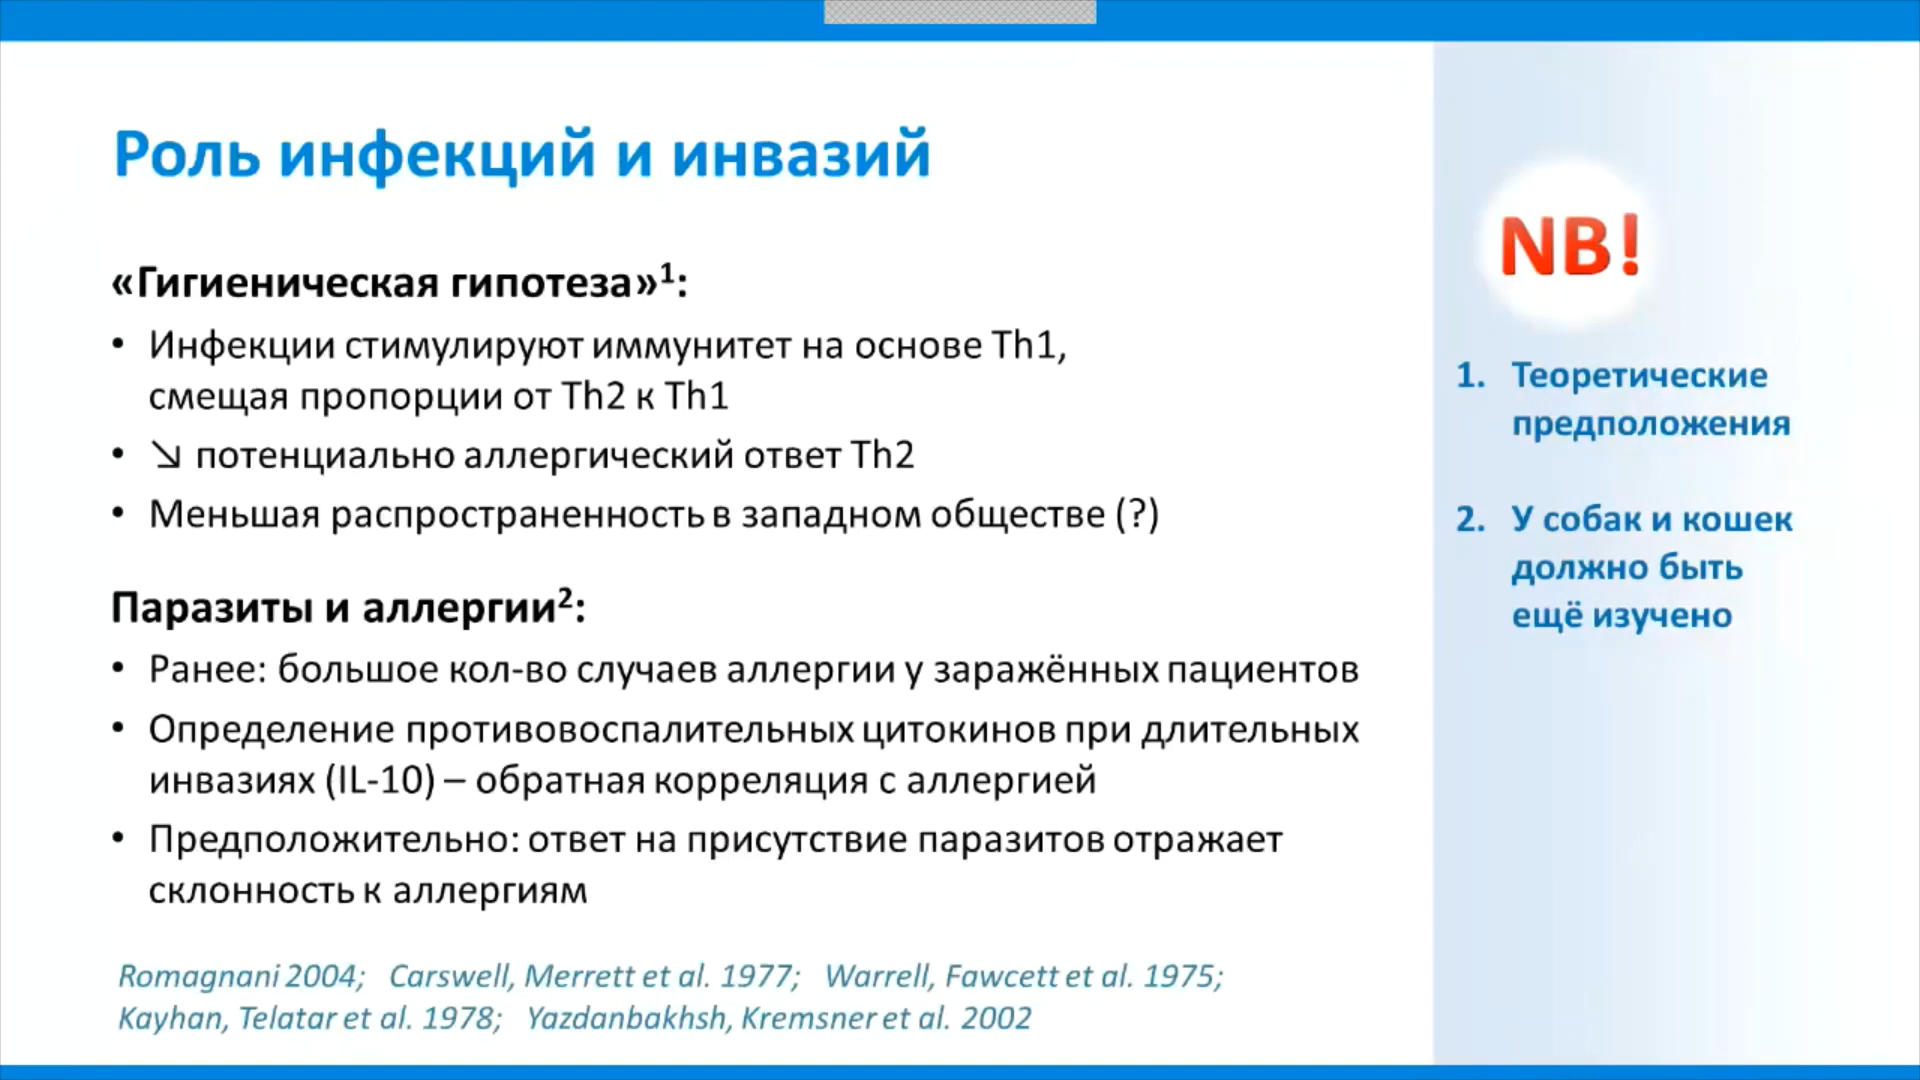 Роль инфекций и инвазий
«Гигиеническая гипотеза»¹:
• Инфекции стимулируют иммунитет на основе Th1,
смещая пропорции от Th2 к Th1
• ↘ потенциально аллергический ответ Th2
• Меньшая распространенность в западном обществе (?)
Паразиты и аллергии²:
• Ранее: большое кол-во случаев аллергии у заражённых пациентов
• Определение противовоспалительных цитокинов при длительных
инвазиях (IL-10) – обратная корреляция с аллергией
• Предположительно: ответ на присутствие паразитов отражает
склонность к аллергиям
Romagnani 2004; Carswell, Merrett et al. 1977; Warrell, Fawcett et al. 1975;
Kayhan, Telatar et al. 1978; Yazdanbakhsh, Kremsner et al. 2002
NB!
1. Теоретические
предположения
2. У собак и кошек
должно быть
ещё изучено